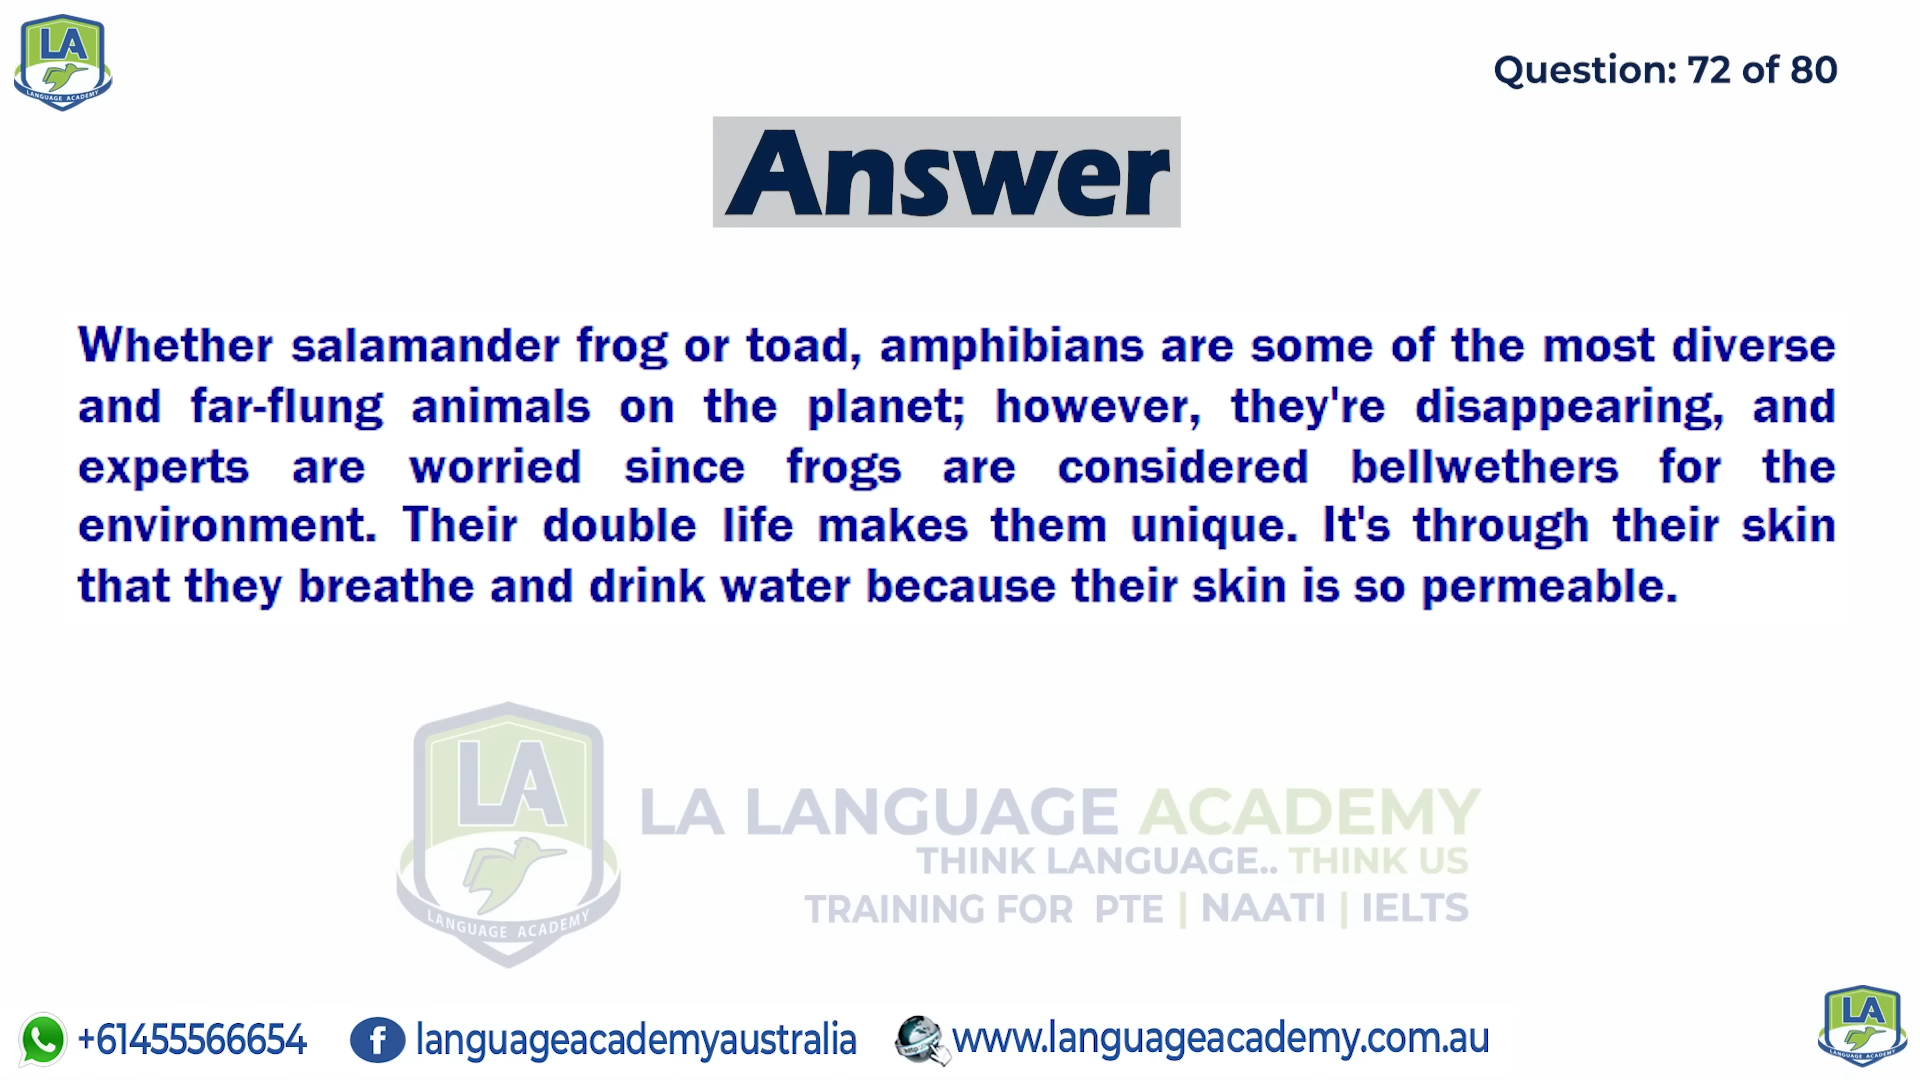 LA
LANGUAGE ACADEMY
Question: 72 of 80
Answer
Whether salamander frog or toad, amphibians are some of the most diverse
and far-flung animals on the planet; however, they're disappearing, and
experts are worried since frogs are considered bellwethers for the
environment. Their double life makes them unique. It's through their skin
that they breathe and drink water because their skin is so permeable.
LA
LANGUAGE ACADEMY
LA LANGUAGE ACADEMY
THINK LANGUAGE.. THINK US
TRAINING FOR PTE | NAATI | IELTS
+61455566654
f languageacademyaustralia
http:// www.languageacademy.com.au
LA
LANGUAGE ACADEMY